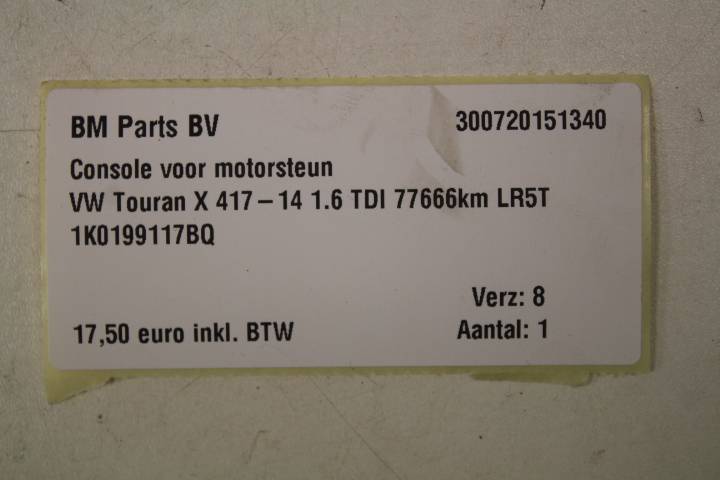 BM Parts BV 300720151340
Console voor motorsteun
VW Touran X 417 – 14 1.6 TDI 77666km LR5T
1K0199117BQ
Verz: 8
17,50 euro inkl. BTW Aantal: 1